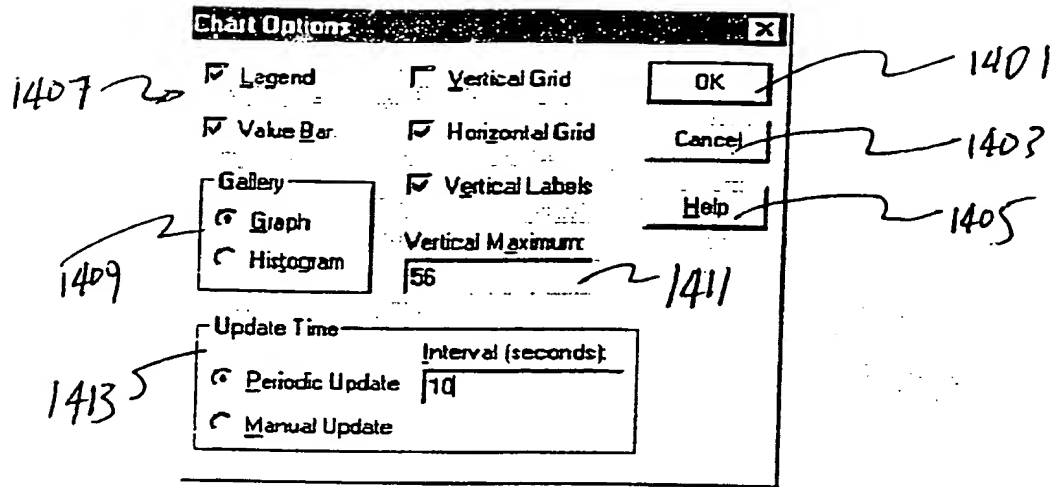 Chart Options
1407
Legend
Vertical Grid
OK
1401
Value Bar.
Horizontal Grid
Cancel
1403
Gallery
Vertical Labels
Help
1405
Graph
Histogram
1409
Vertical Maximum:
56
1411
Update Time
Interval (seconds):
Periodic Update
10
1413
Manual Update